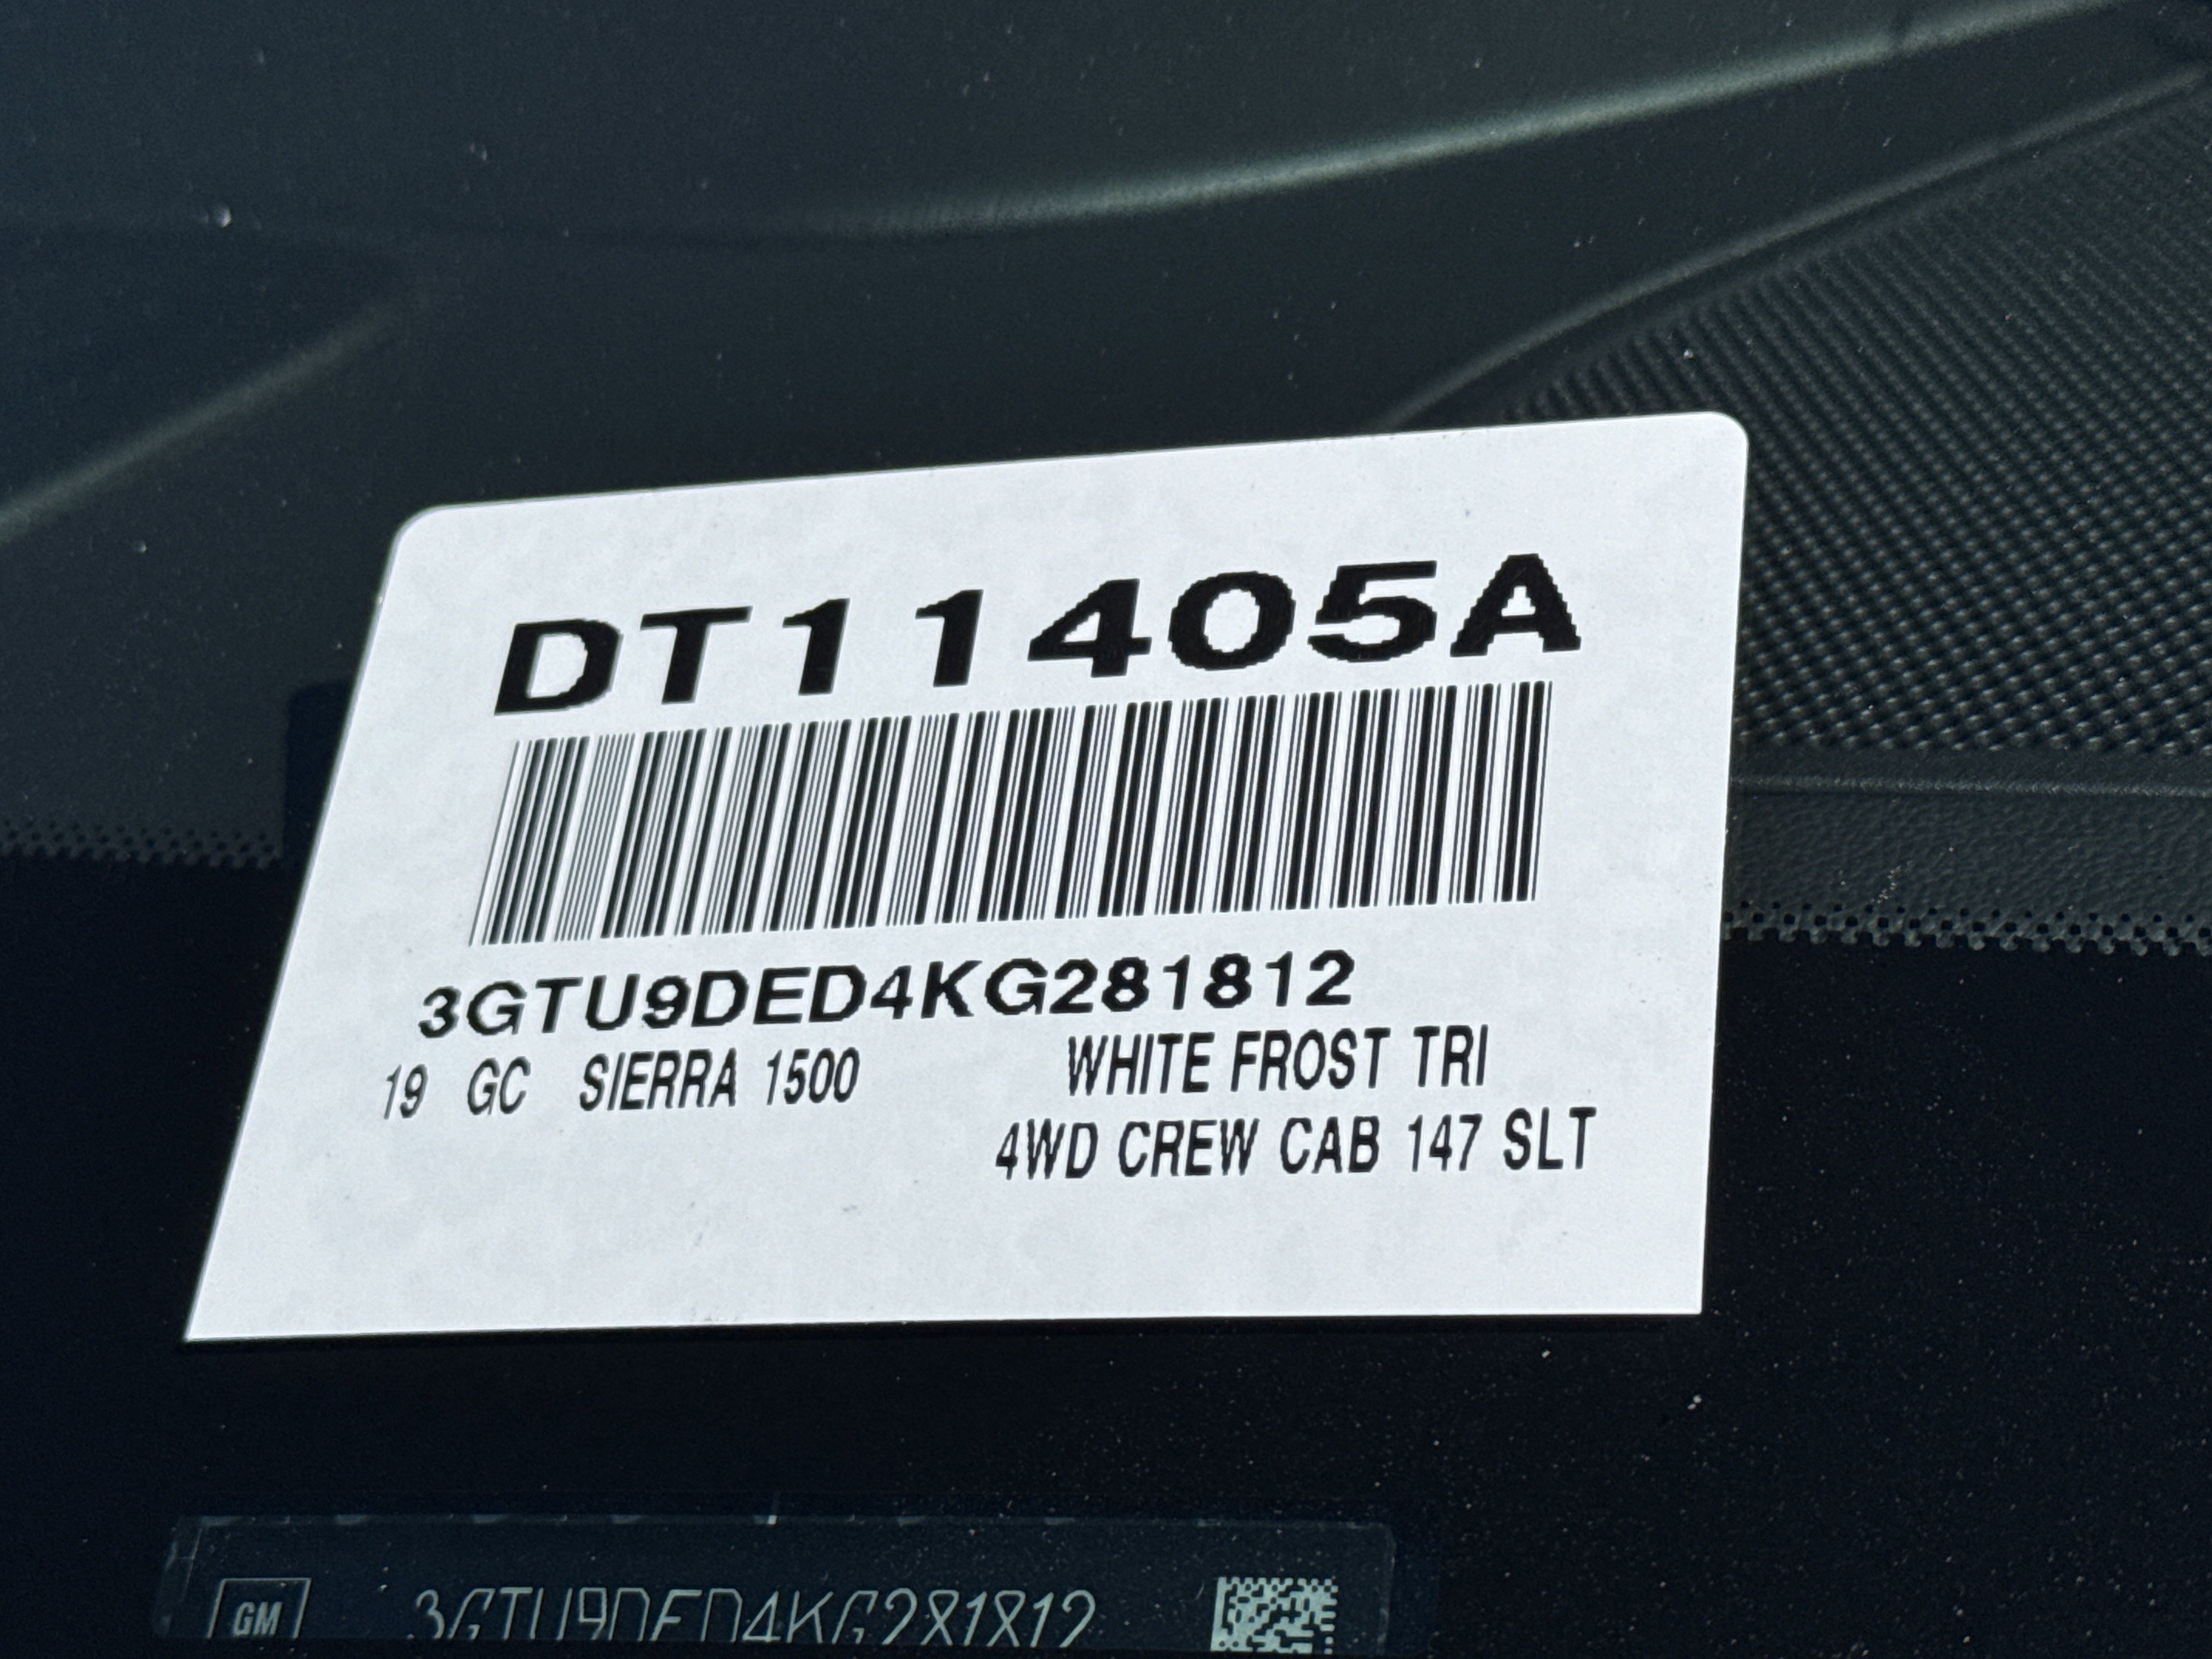 DT11405A
3GTU9DED4KG281812
19 GC SIERRA 1500 WHITE FROST TRI
4WD CREW CAB 147 SLT
GM 3GTU9DED4KG281812